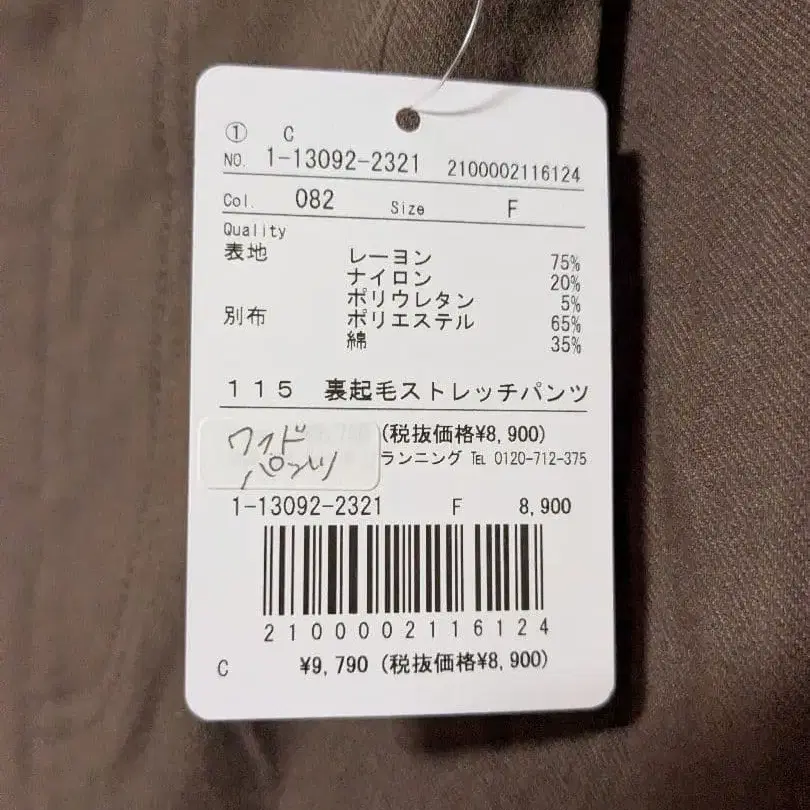 ① C
NO. 1-13092-2321 2100002116124
Col. 082 Size F
Quality
表地 レーヨン 75%
ナイロン 20%
ポリウレタン 5%
別布 ポリエステル 65%
綿 35%
115 裏起毛ストレッチパンツ
(税抜価格¥8,900)
ワイド
パンツ
ランニング ℡ 0120-712-375
1-13092-2321 F 8,900
2100002116124
C ¥9,790 (税抜価格¥8,900)